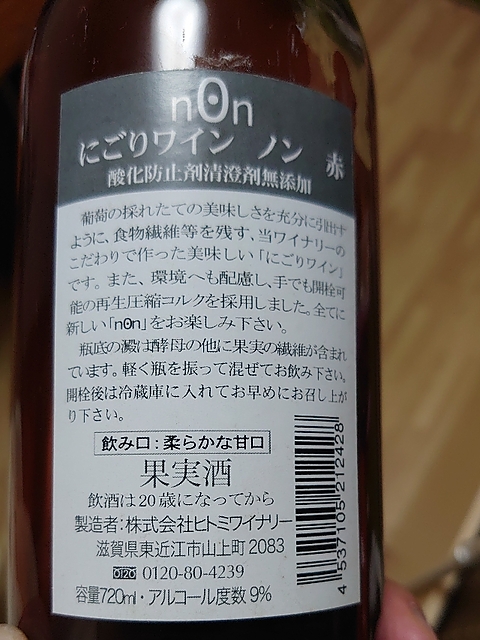 n0n
にごりワイン ノン 赤
酸化防止剤清澄剤無添加
葡萄の採れたての美味しさを充分に引出す
ように、食物繊維等を残す、当ワイナリーの
こだわりで作った美味しい「にごりワイン」
です。また、環境へも配慮し、手でも開栓可
能の再生圧縮コルクを採用しました。全てに
新しい「n0n」をお楽しみ下さい。
瓶底の澱は酵母の他に果実の繊維が含まれ
ています。軽く瓶を振って混ぜてお飲み下さい。
開栓後は冷蔵庫に入れてお早めにお召し上が
り下さい。
飲み口:柔らかな甘口
果実酒
飲酒は20歳になってから
製造者:株式会社ヒトミワイナリー
滋賀県東近江市山上町2083
0120 0120-80-4239
容量720ml・アルコール度数9%
4 537105 212428